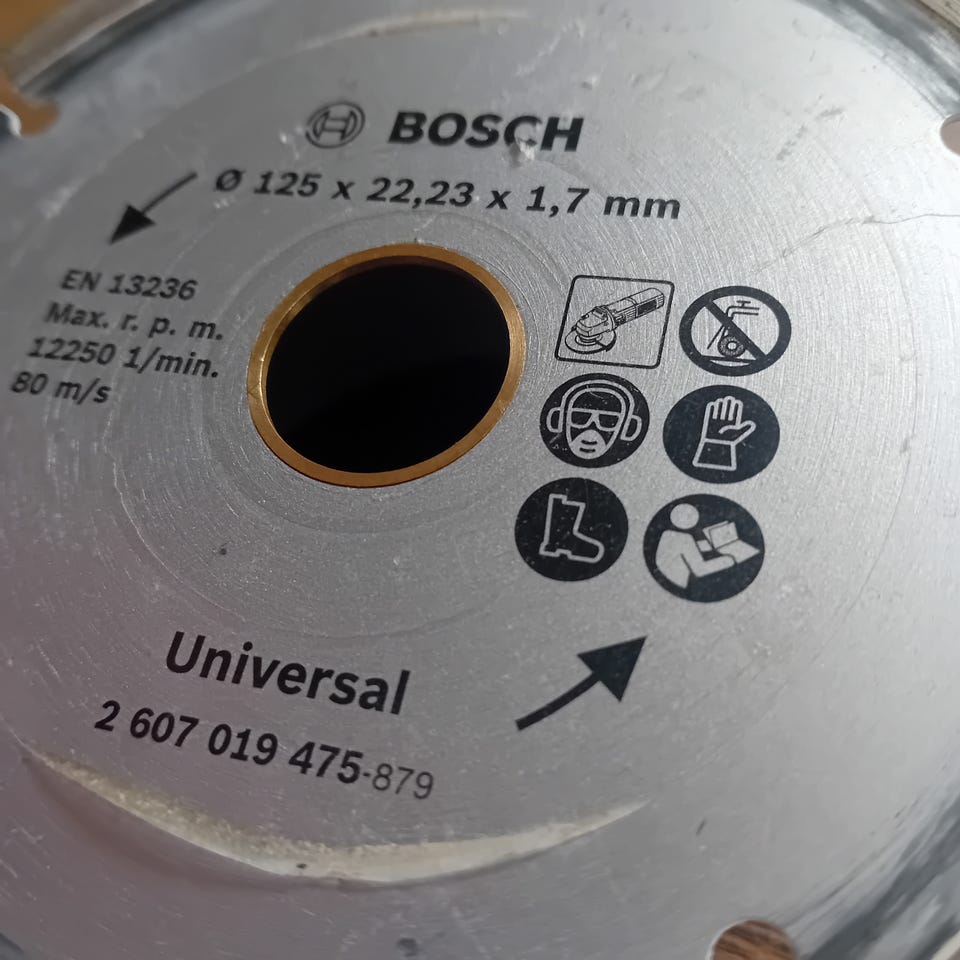 BOSCH
Ø 125 x 22,23 x 1,7 mm
EN 13236
Max. r. p. m.
12250 1/min.
80 m/s
Universal
2 607 019 475-879